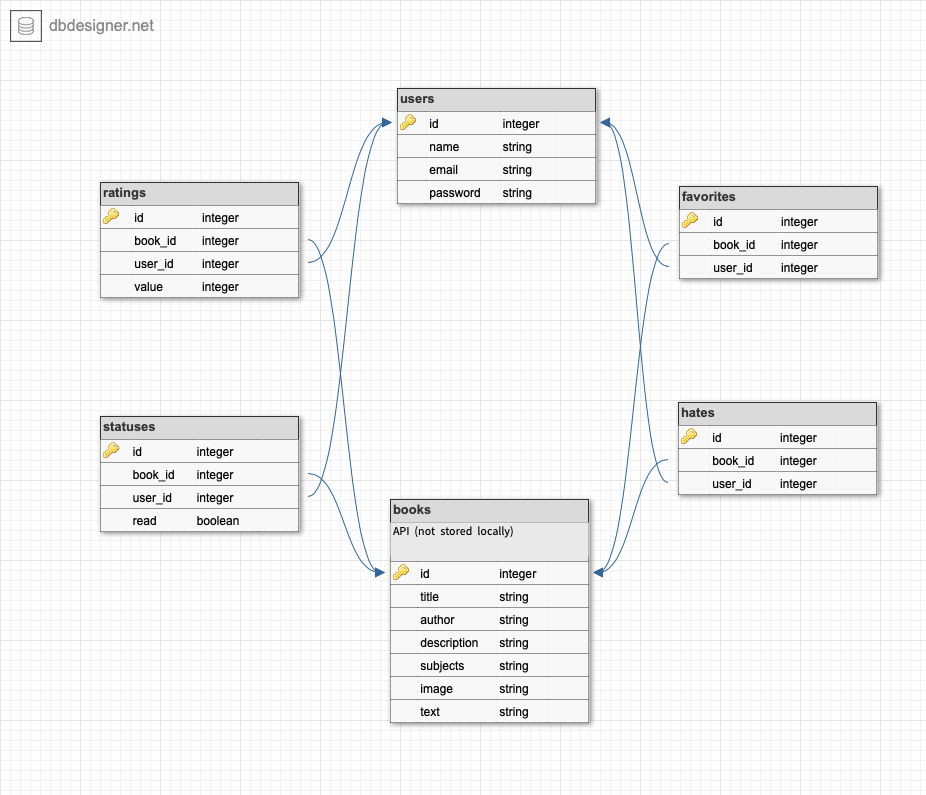 dbdesigner.net
users
id integer
name string
email string
password string
ratings
id integer
book_id integer
user_id integer
value integer
favorites
id integer
book_id integer
user_id integer
statuses
id integer
book_id integer
user_id integer
read boolean
hates
id integer
book_id integer
user_id integer
books
API (not stored locally)
id integer
title string
author string
description string
subjects string
image string
text string